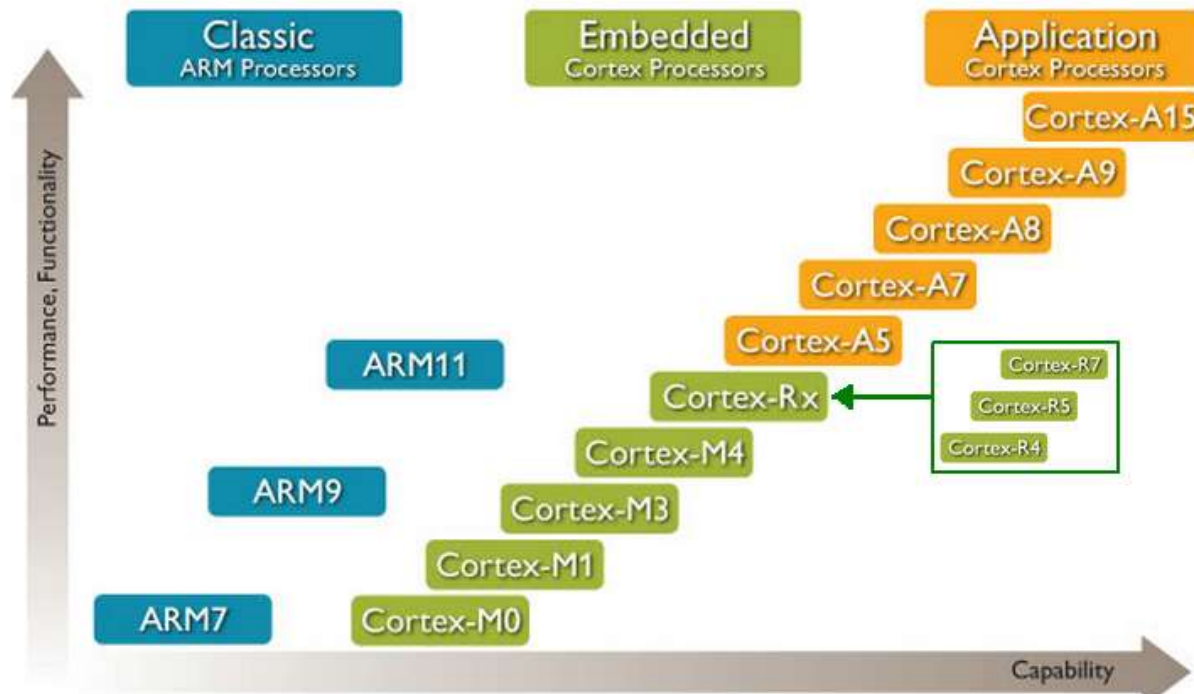 Classic
ARM Processors
Embedded
Cortex Processors
Application
Cortex Processors
Cortex-A15
Cortex-A9
Cortex-A8
Cortex-A7
Cortex-A5
ARM11
Cortex-R7
Cortex-Rx
Cortex-R5
Cortex-R4
Cortex-M4
ARM9
Cortex-M3
Cortex-M1
ARM7
Cortex-M0
Performance, Functionality
Capability